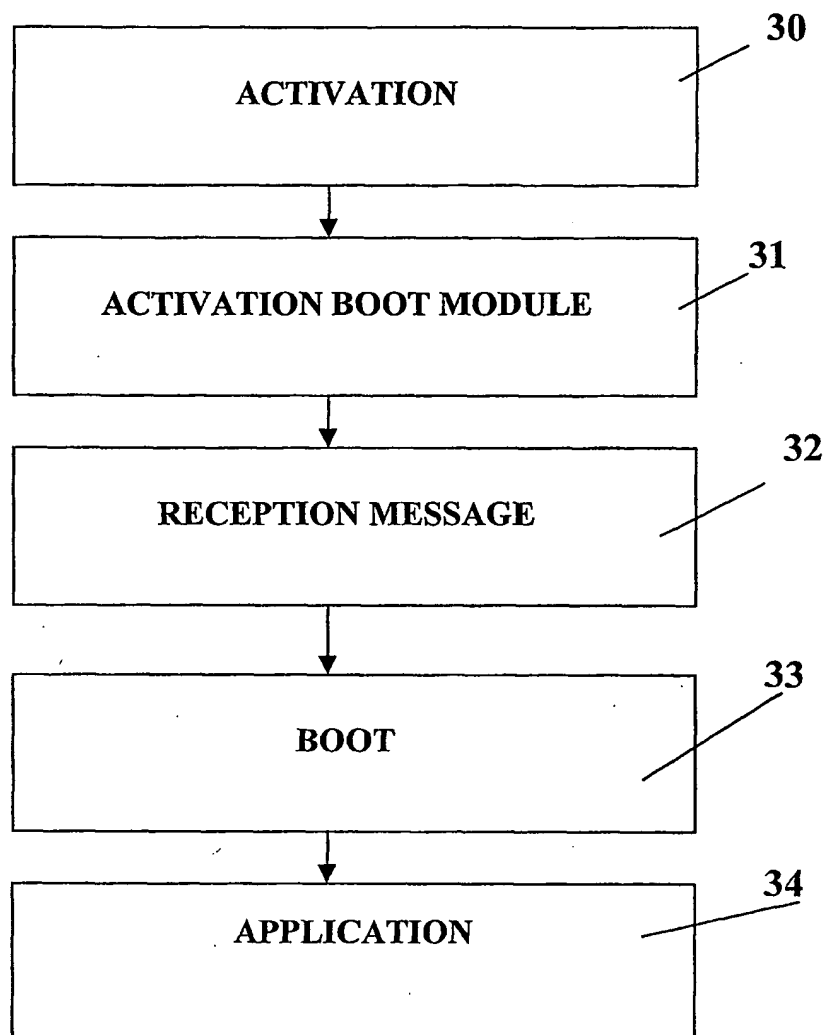 30
ACTIVATION
31
ACTIVATION BOOT MODULE
32
RECEPTION MESSAGE
33
BOOT
34
APPLICATION